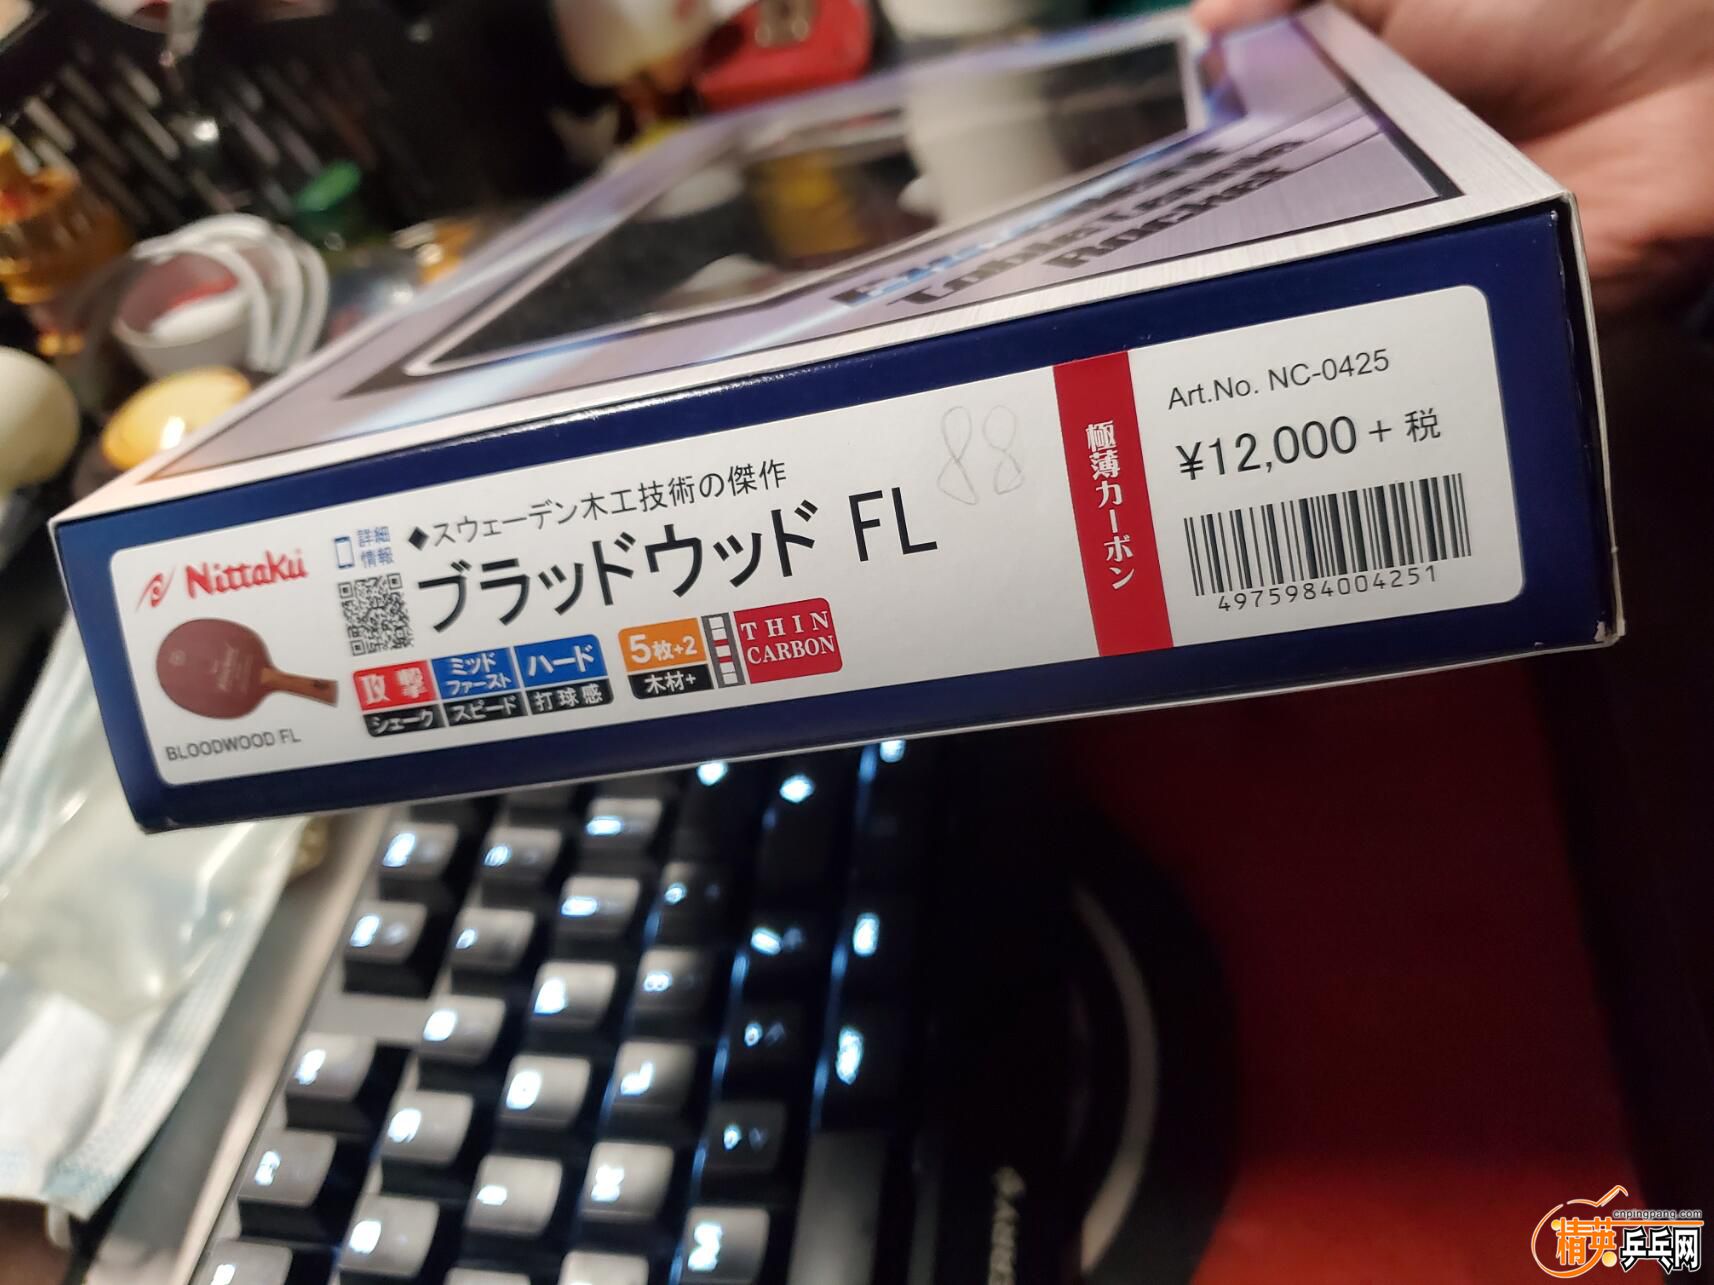 Table Tennis
Racket
Nittaku
BLOODWOOD FL
詳細
情報
◆スウェーデン木工技術の傑作
ブラッドウッド FL
88
攻撃
シェーク
ミッド
ファースト
スピード
ハード
打球感
5枚+2
木材+
THIN
CARBON
極薄カーボン
Art.No. NC-0425
¥12,000+税
4975984004251
cnpingpang.com
精英乒乓网